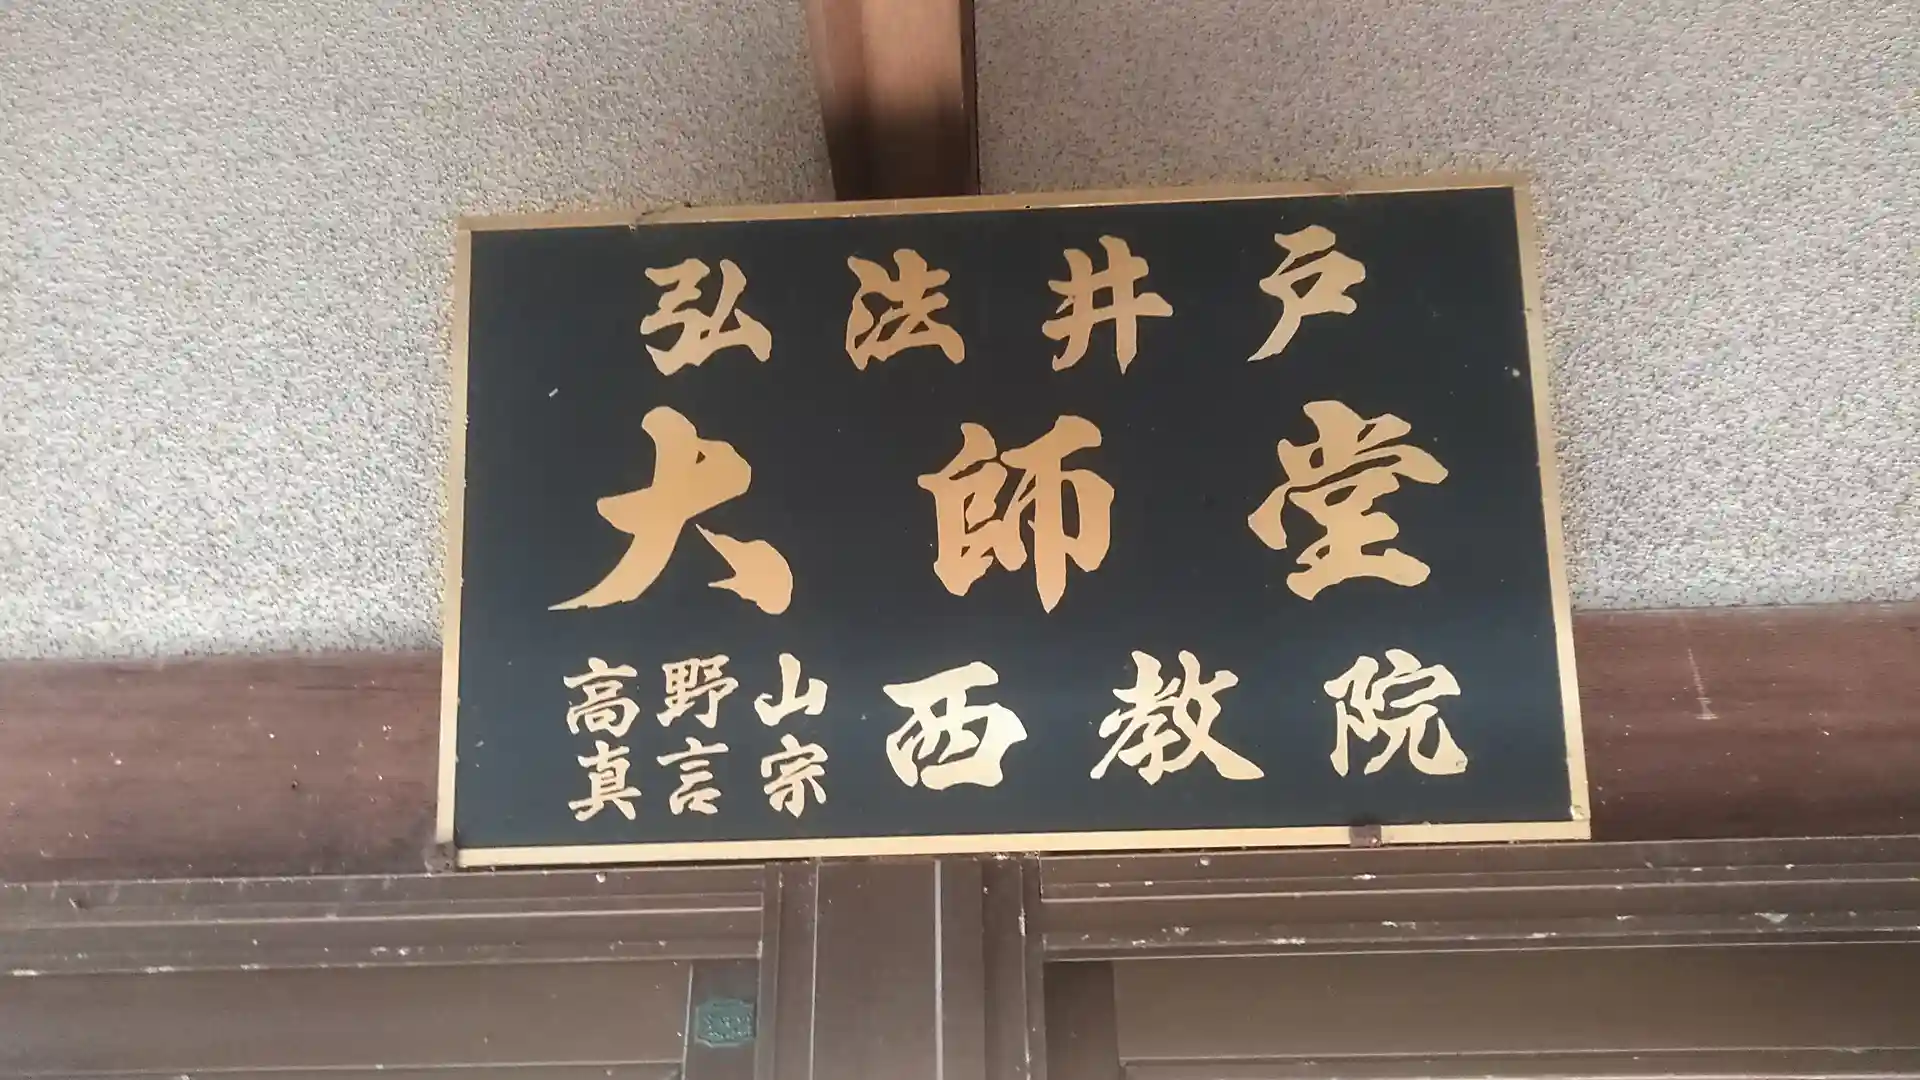 弘法井戸
大師堂
高野山
真言宗
西教院